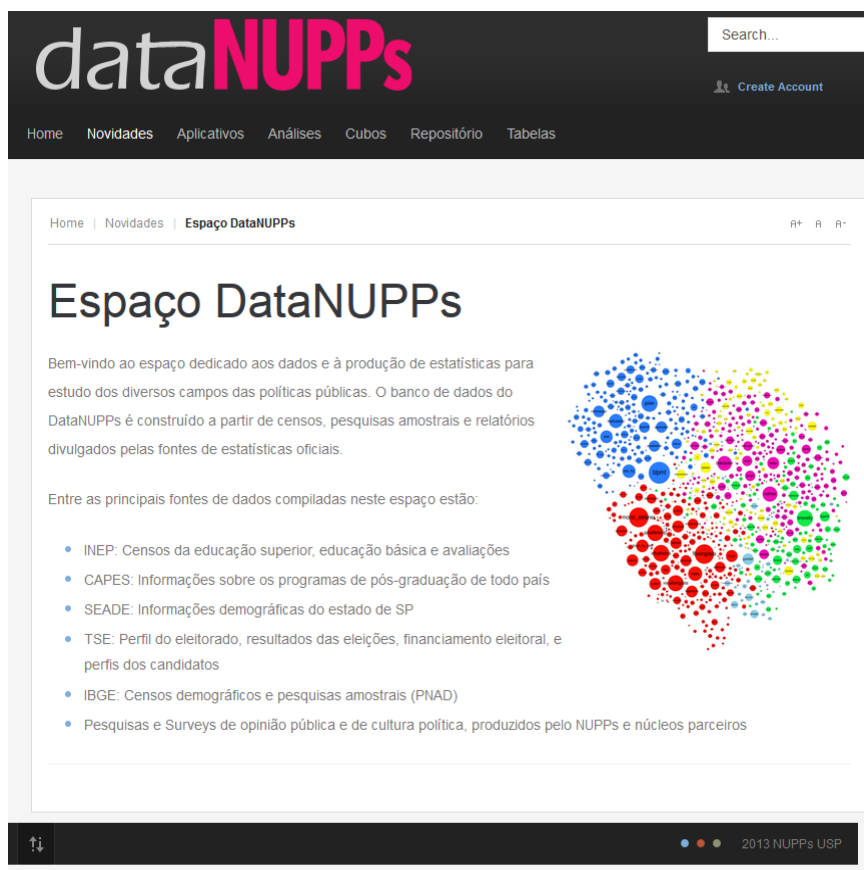 dataNUPPs
Search...
Create Account
Home Novidades Aplicativos Análises Cubos Repositório Tabelas
Home | Novidades | Espaço DataNUPPs A+ A A-
Espaço DataNUPPs
Bem-vindo ao espaço dedicado aos dados e à produção de estatísticas para
estudo dos diversos campos das políticas públicas. O banco de dados do
DataNUPPs é construído a partir de censos, pesquisas amostrais e relatórios
divulgados pelas fontes de estatísticas oficiais.
Entre as principais fontes de dados compiladas neste espaço estão:
INEP: Censos da educação superior, educação básica e avaliações
CAPES: Informações sobre os programas de pós-graduação de todo país
SEADE: Informações demográficas do estado de SP
TSE: Perfil do eleitorado, resultados das eleições, financiamento eleitoral, e
perfis dos candidatos
IBGE: Censos demográficos e pesquisas amostrais (PNAD)
Pesquisas e Surveys de opinião pública e de cultura política, produzidos pelo NUPPs e núcleos parceiros
2013 NUPPs USP